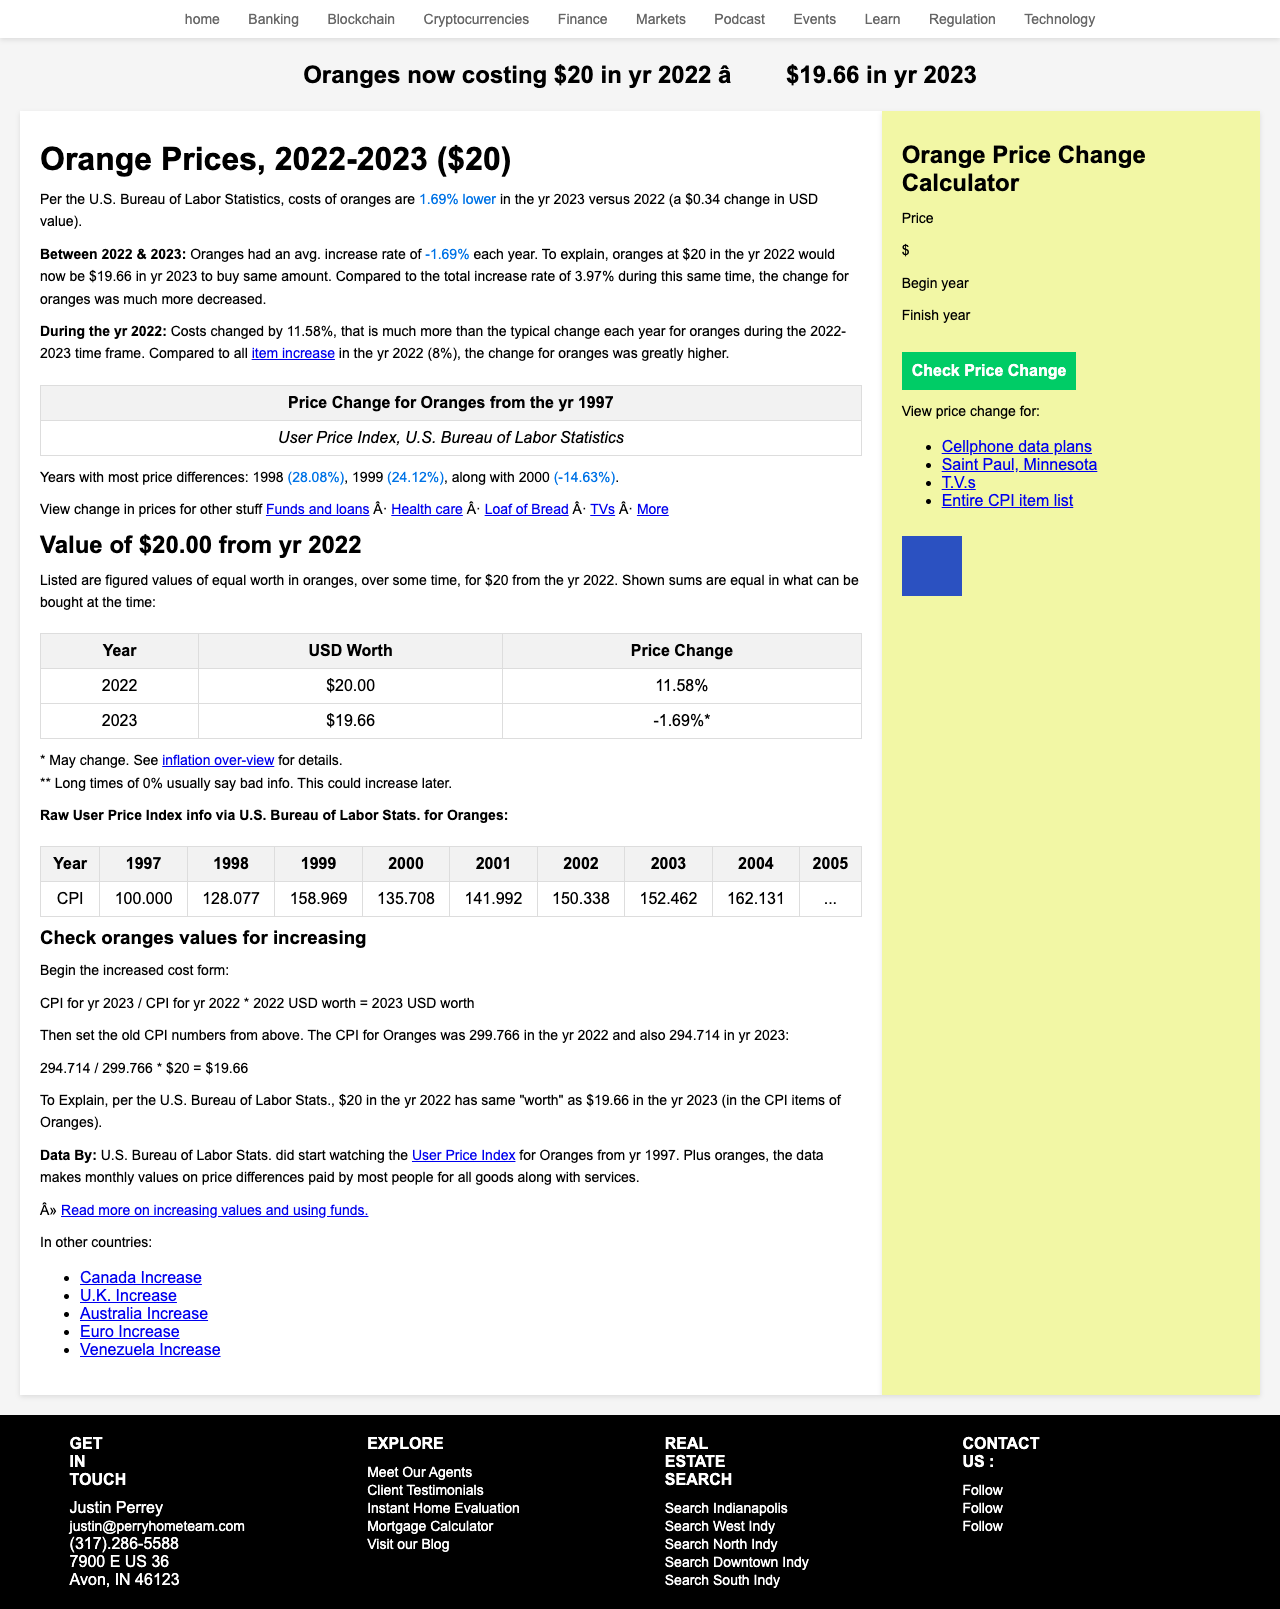 home Banking Blockchain Cryptocurrencies Finance Markets Podcast Events Learn Regulation Technology
Oranges now costing $20 in yr 2022 â $19.66 in yr 2023
Orange Prices, 2022-2023 ($20)
Per the U.S. Bureau of Labor Statistics, costs of oranges are 1.69% lower in the yr 2023 versus 2022 (a $0.34 change in USD
value).
Between 2022 & 2023: Oranges had an avg. increase rate of -1.69% each year. To explain, oranges at $20 in the yr 2022 would
now be $19.66 in yr 2023 to buy same amount. Compared to the total increase rate of 3.97% during this same time, the change for
oranges was much more decreased.
During the yr 2022: Costs changed by 11.58%, that is much more than the typical change each year for oranges during the 2022-
2023 time frame. Compared to all item increase in the yr 2022 (8%), the change for oranges was greatly higher.
Price Change for Oranges from the yr 1997
User Price Index, U.S. Bureau of Labor Statistics
Years with most price differences: 1998 (28.08%), 1999 (24.12%), along with 2000 (-14.63%).
View change in prices for other stuff Funds and loans Â· Health care Â· Loaf of Bread Â· TVs Â· More
Value of $20.00 from yr 2022
Listed are figured values of equal worth in oranges, over some time, for $20 from the yr 2022. Shown sums are equal in what can be
bought at the time:
Year USD Worth Price Change
2022 $20.00 11.58%
2023 $19.66 -1.69%*
* May change. See inflation over-view for details.
** Long times of 0% usually say bad info. This could increase later.
Raw User Price Index info via U.S. Bureau of Labor Stats. for Oranges:
Year 1997 1998 1999 2000 2001 2002 2003 2004 2005
CPI 100.000 128.077 158.969 135.708 141.992 150.338 152.462 162.131 ...
Check oranges values for increasing
Begin the increased cost form:
CPI for yr 2023 / CPI for yr 2022 * 2022 USD worth = 2023 USD worth
Then set the old CPI numbers from above. The CPI for Oranges was 299.766 in the yr 2022 and also 294.714 in yr 2023:
294.714 / 299.766 * $20 = $19.66
To Explain, per the U.S. Bureau of Labor Stats., $20 in the yr 2022 has same "worth" as $19.66 in the yr 2023 (in the CPI items of
Oranges).
Data By: U.S. Bureau of Labor Stats. did start watching the User Price Index for Oranges from yr 1997. Plus oranges, the data
makes monthly values on price differences paid by most people for all goods along with services.
Â» Read more on increasing values and using funds.
In other countries:
• Canada Increase
• U.K. Increase
• Australia Increase
• Euro Increase
• Venezuela Increase
Orange Price Change
Calculator
Price
$
Begin year
Finish year
Check Price Change
View price change for:
• Cellphone data plans
• Saint Paul, Minnesota
• T.V.s
• Entire CPI item list
GET
IN
TOUCH
Justin Perrey
justin@perryhometeam.com
(317).286-5588
7900 E US 36
Avon, IN 46123
EXPLORE
Meet Our Agents
Client Testimonials
Instant Home Evaluation
Mortgage Calculator
Visit our Blog
REAL
ESTATE
SEARCH
Search Indianapolis
Search West Indy
Search North Indy
Search Downtown Indy
Search South Indy
CONTACT
US :
Follow
Follow
Follow